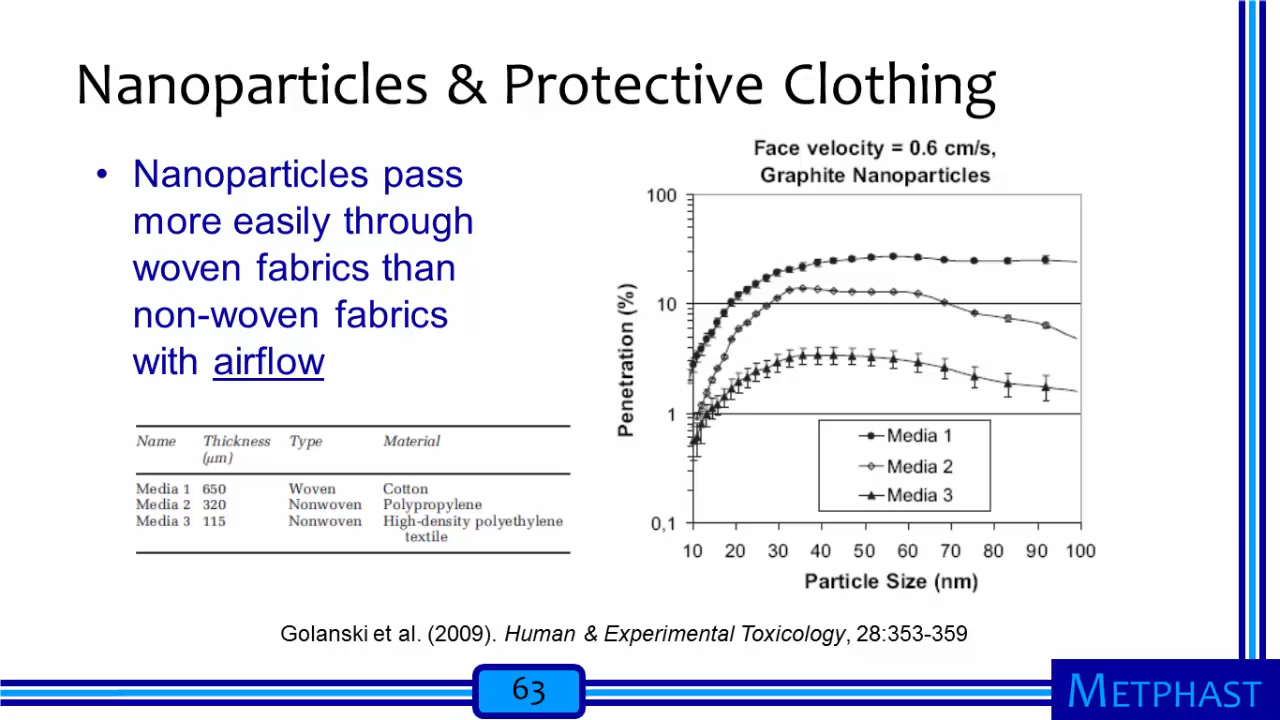 Nanoparticles & Protective Clothing
• Nanoparticles pass
more easily through
woven fabrics than
non-woven fabrics
with airflow
Name Thickness Type Material
(μm)
Media 1 650 Woven Cotton
Media 2 320 Nonwoven Polypropylene
Media 3 115 Nonwoven High-density polyethylene
textile
Face velocity = 0.6 cm/s,
Graphite Nanoparticles
Penetration (%)
100
10
1
0,1
Media 1
Media 2
Media 3
10 20 30 40 50 60 70 80 90 100
Particle Size (nm)
Golanski et al. (2009). Human & Experimental Toxicology, 28:353-359
63
METPHAST